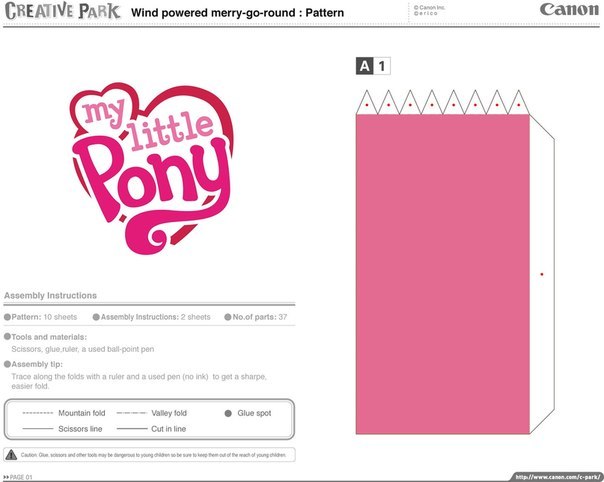 CREATIVE PARK Wind powered merry-go-round : Pattern
© Canon Inc.
© e r i c o
Canon
A 1
my
little
Pony
Assembly Instructions
Pattern: 10 sheets Assembly Instructions: 2 sheets No.of parts: 37
Tools and materials:
Scissors, glue,ruler, a used ball-point pen
Assembly tip:
Trace along the folds with a ruler and a used pen (no ink) to get a sharpe,
easier fold.
Mountain fold Valley fold Glue spot
Scissors line Cut in line
Caution: Glue, scissors and other tools may be dangerous to young children so be sure to keep them out of the reach of young children.
PAGE 01
http://www.canon.com/c-park/